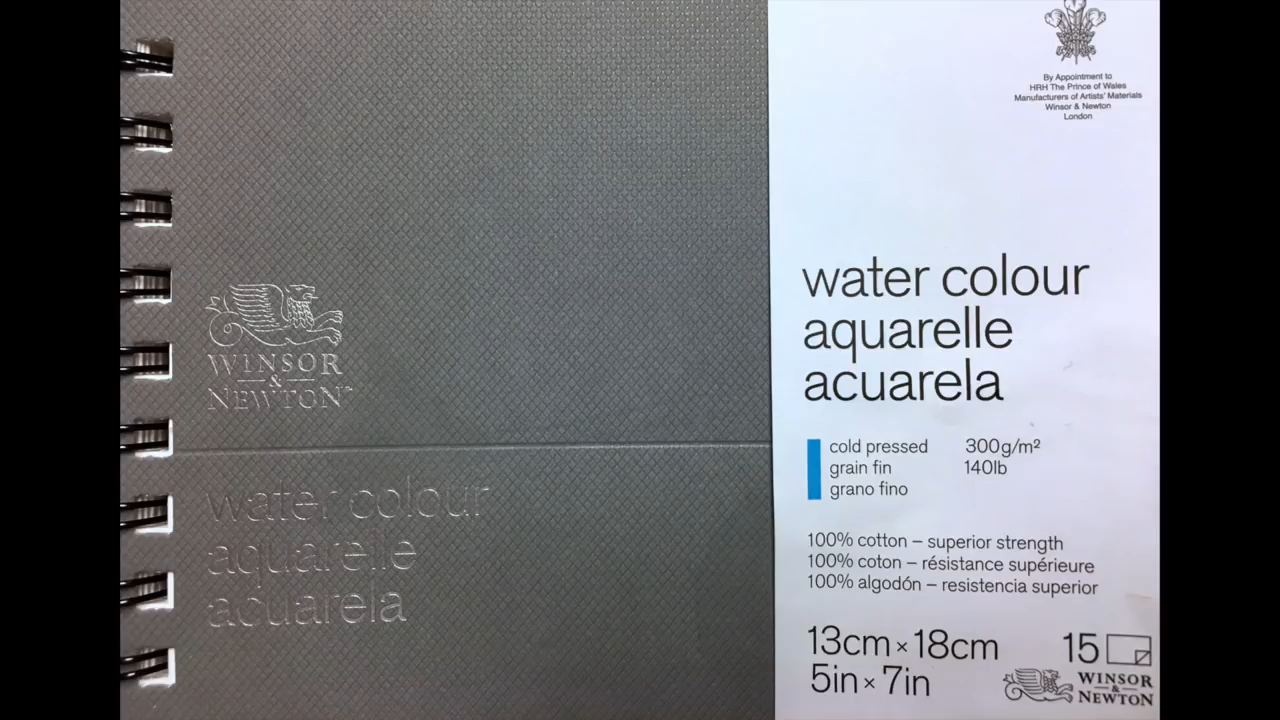 WINSOR
&
NEWTON™
water colour
aquarelle
acuarela
By Appointment to
HRH The Prince of Wales
Manufacturers of Artists' Materials
Winsor & Newton
London
water colour
aquarelle
acuarela
cold pressed 300g/m²
grain fin 140lb
grano fino
100% cotton – superior strength
100% coton – résistance supérieure
100% algodón – resistencia superior
13cm × 18cm 15
5in × 7in
WINSOR
&
NEWTON